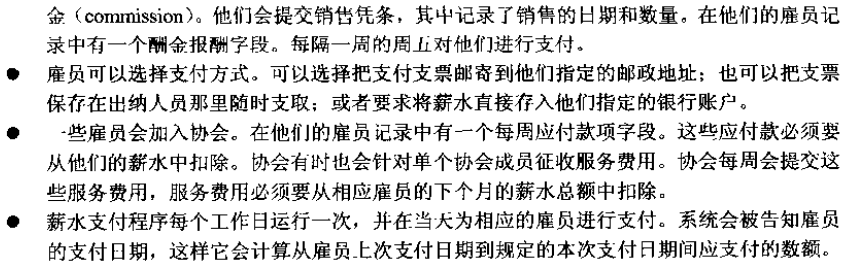 金（commission）。他们会提交销售凭条，其中记录了销售的日期和数量。在他们的雇员记
录中有一个酬金报酬字段。每隔一周的周五对他们进行支付。
● 雇员可以选择支付方式。可以选择把支付支票邮寄到他们指定的邮政地址；也可以把支票
保存在出纳人员那里随时支取；或者要求将薪水直接存入他们指定的银行账户。
● 一些雇员会加入协会。在他们的雇员记录中有一个每周应付款项字段。这些应付款必须要
从他们的薪水中扣除。协会有时也会针对单个协会成员征收服务费用。协会每周会提交这
些服务费用，服务费用必须要从相应雇员的下个月的薪水总额中扣除。
● 薪水支付程序每个工作日运行一次，并在当天为相应的雇员进行支付。系统会被告知雇员
的支付日期，这样它会计算从雇员上次支付日期到规定的本次支付日期间应支付的数额。